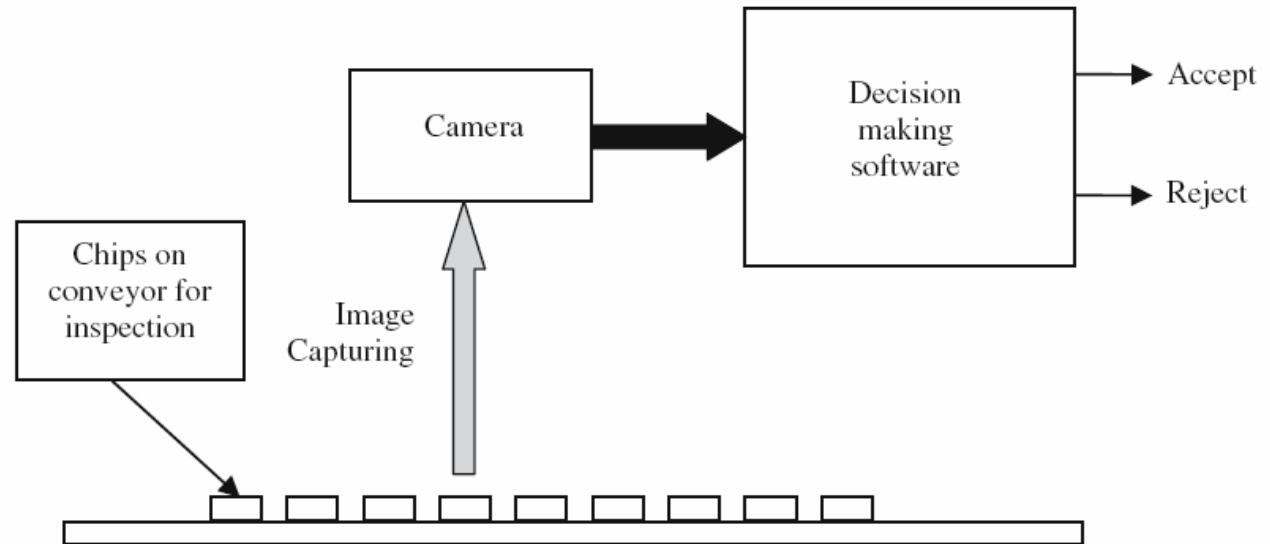 Camera
Decision
making
software
Accept
Reject
Chips on
conveyor for
inspection
Image
Capturing